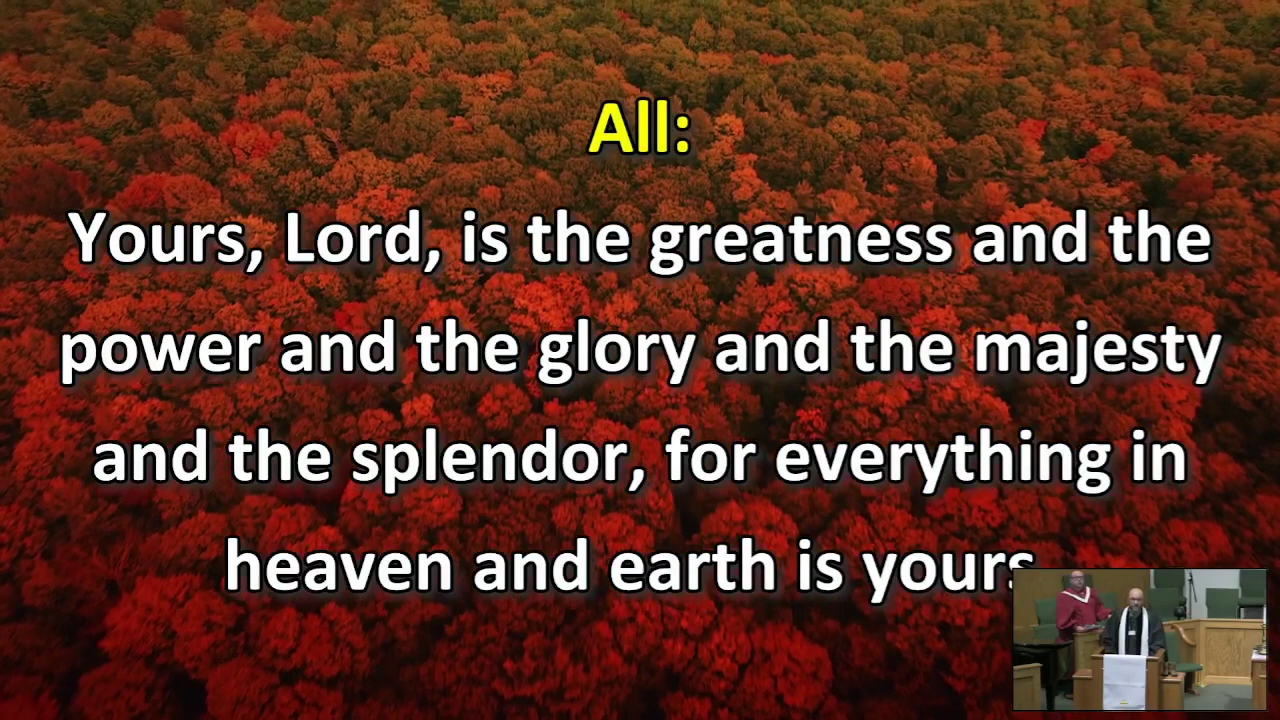 All:
Yours, Lord, is the greatness and the
power and the glory and the majesty
and the splendor, for everything in
heaven and earth is yours